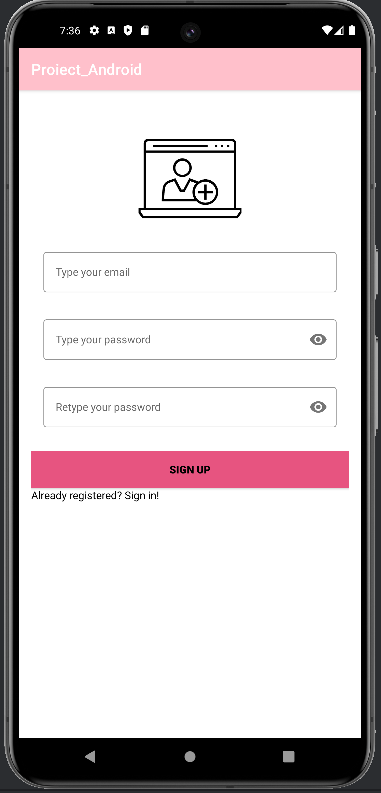 7:36
Proiect_Android
Type your email
Type your password
Retype your password
SIGN UP
Already registered? Sign in!